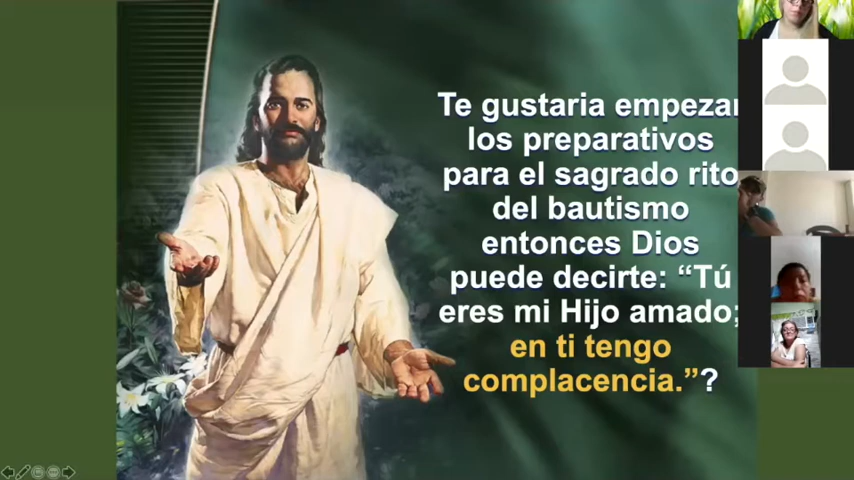 Te gustaria empezar
los preparativos
para el sagrado rito
del bautismo
entonces Dios
puede decirte: “Tú
eres mi Hijo amado;
en ti tengo
complacencia.”?